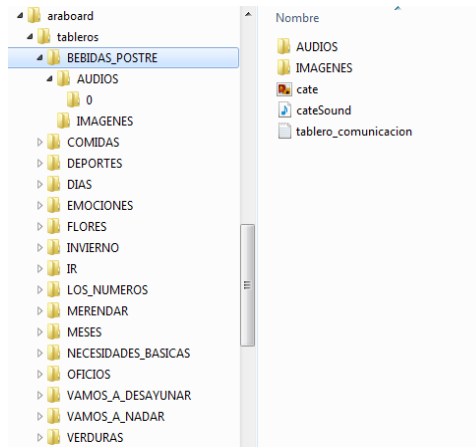 araboard
tableros
BEBIDAS_POSTRE
AUDIOS
0
IMAGENES
COMIDAS
DEPORTES
DIAS
EMOCIONES
FLORES
INVIERNO
IR
LOS_NUMEROS
MERENDAR
MESES
NECESIDADES_BASICAS
OFICIOS
VAMOS_A_DESAYUNAR
VAMOS_A_NADAR
VERDURAS
Nombre
AUDIOS
IMAGENES
cate
cateSound
tablero_comunicacion